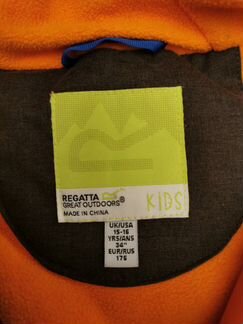 REGATTA
GREAT OUTDOORS®
MADE IN CHINA
KIDS
UK/USA
15-16
YRS/ANS
34"
EUR/RUS
176